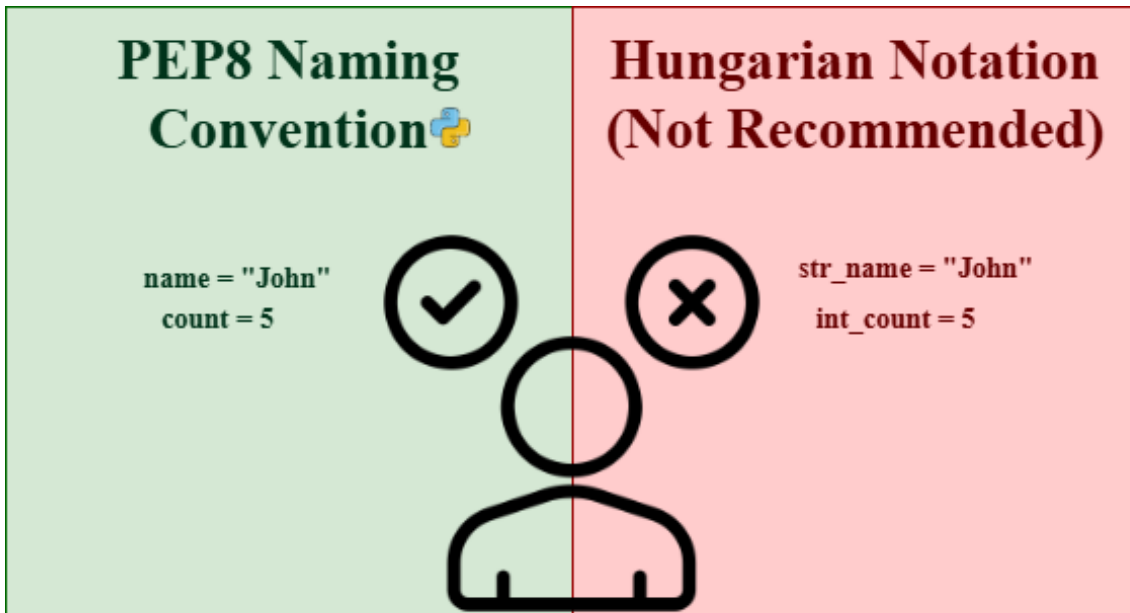 PEP8 Naming
Convention
name = "John"
count = 5
Hungarian Notation
(Not Recommended)
str_name = "John"
int_count = 5